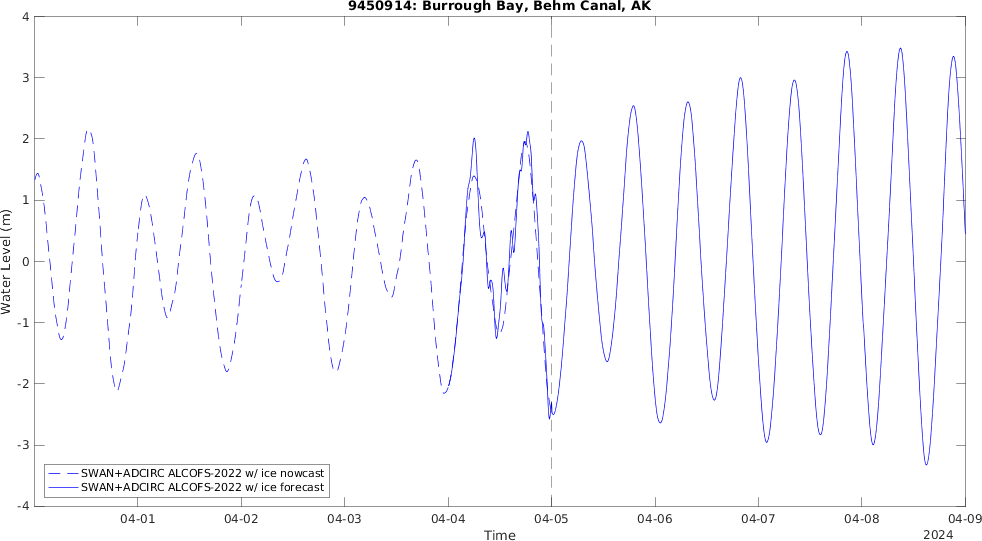 9450914: Burrough Bay, Behm Canal, AK
4
3
2
1
0
-1
-2
-3
-4
Water Level (m)
SWAN+ADCIRC ALCOFS-2022 w/ ice nowcast
SWAN+ADCIRC ALCOFS-2022 w/ ice forecast
04-01 04-02 04-03 04-04 04-05 04-06 04-07 04-08 04-09
Time
2024